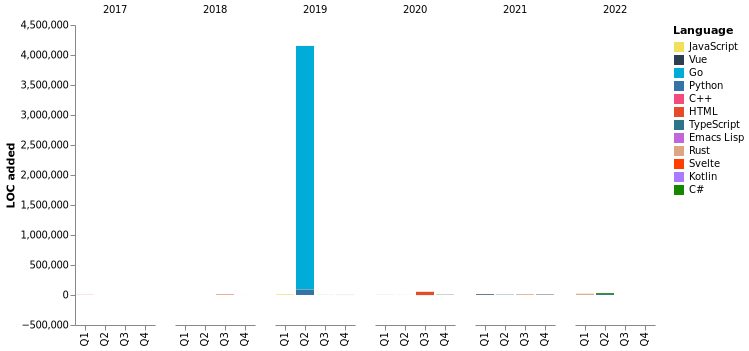 2017 2018 2019 2020 2021 2022
Language
JavaScript
Vue
Go
Python
C++
HTML
TypeScript
Emacs Lisp
Rust
Svelte
Kotlin
C#
LOC added
4,500,000
4,000,000
3,500,000
3,000,000
2,500,000
2,000,000
1,500,000
1,000,000
500,000
0
−500,000
Q1 Q2 Q3 Q4 Q1 Q2 Q3 Q4 Q1 Q2 Q3 Q4 Q1 Q2 Q3 Q4 Q1 Q2 Q3 Q4 Q1 Q2 Q3 Q4